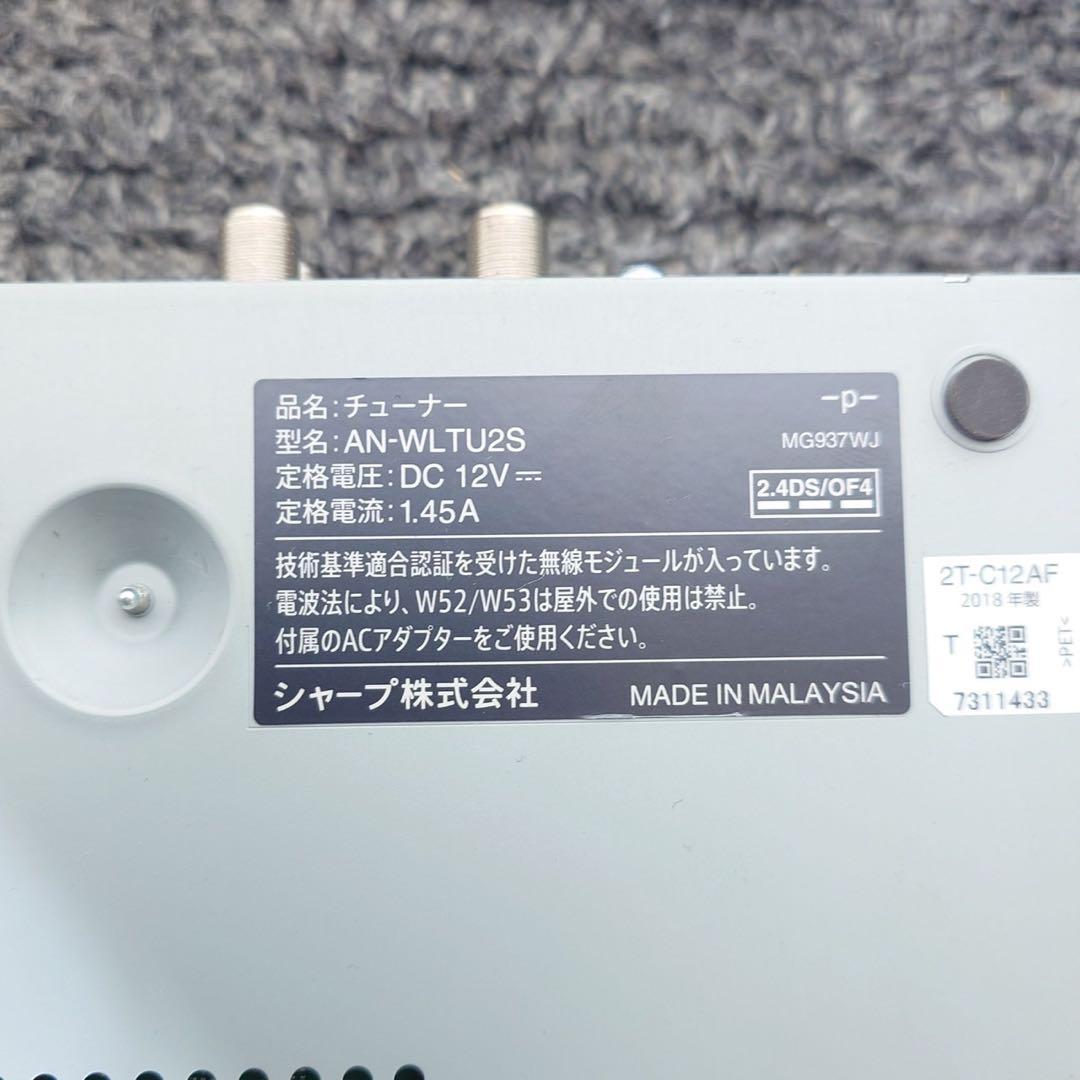 品名:チューナー
型名:AN-WLTU2S
定格電圧:DC 12V
定格電流:1.45A
-p-
MG937WJ
2.4DS/OF4
技術基準適合認証を受けた無線モジュールが入っています。
電波法により、W52/W53は屋外での使用は禁止。
付属のACアダプターをご使用ください。
シャープ株式会社
MADE IN MALAYSIA
2T-C12AF
2018年製
T
>PET<
7311433